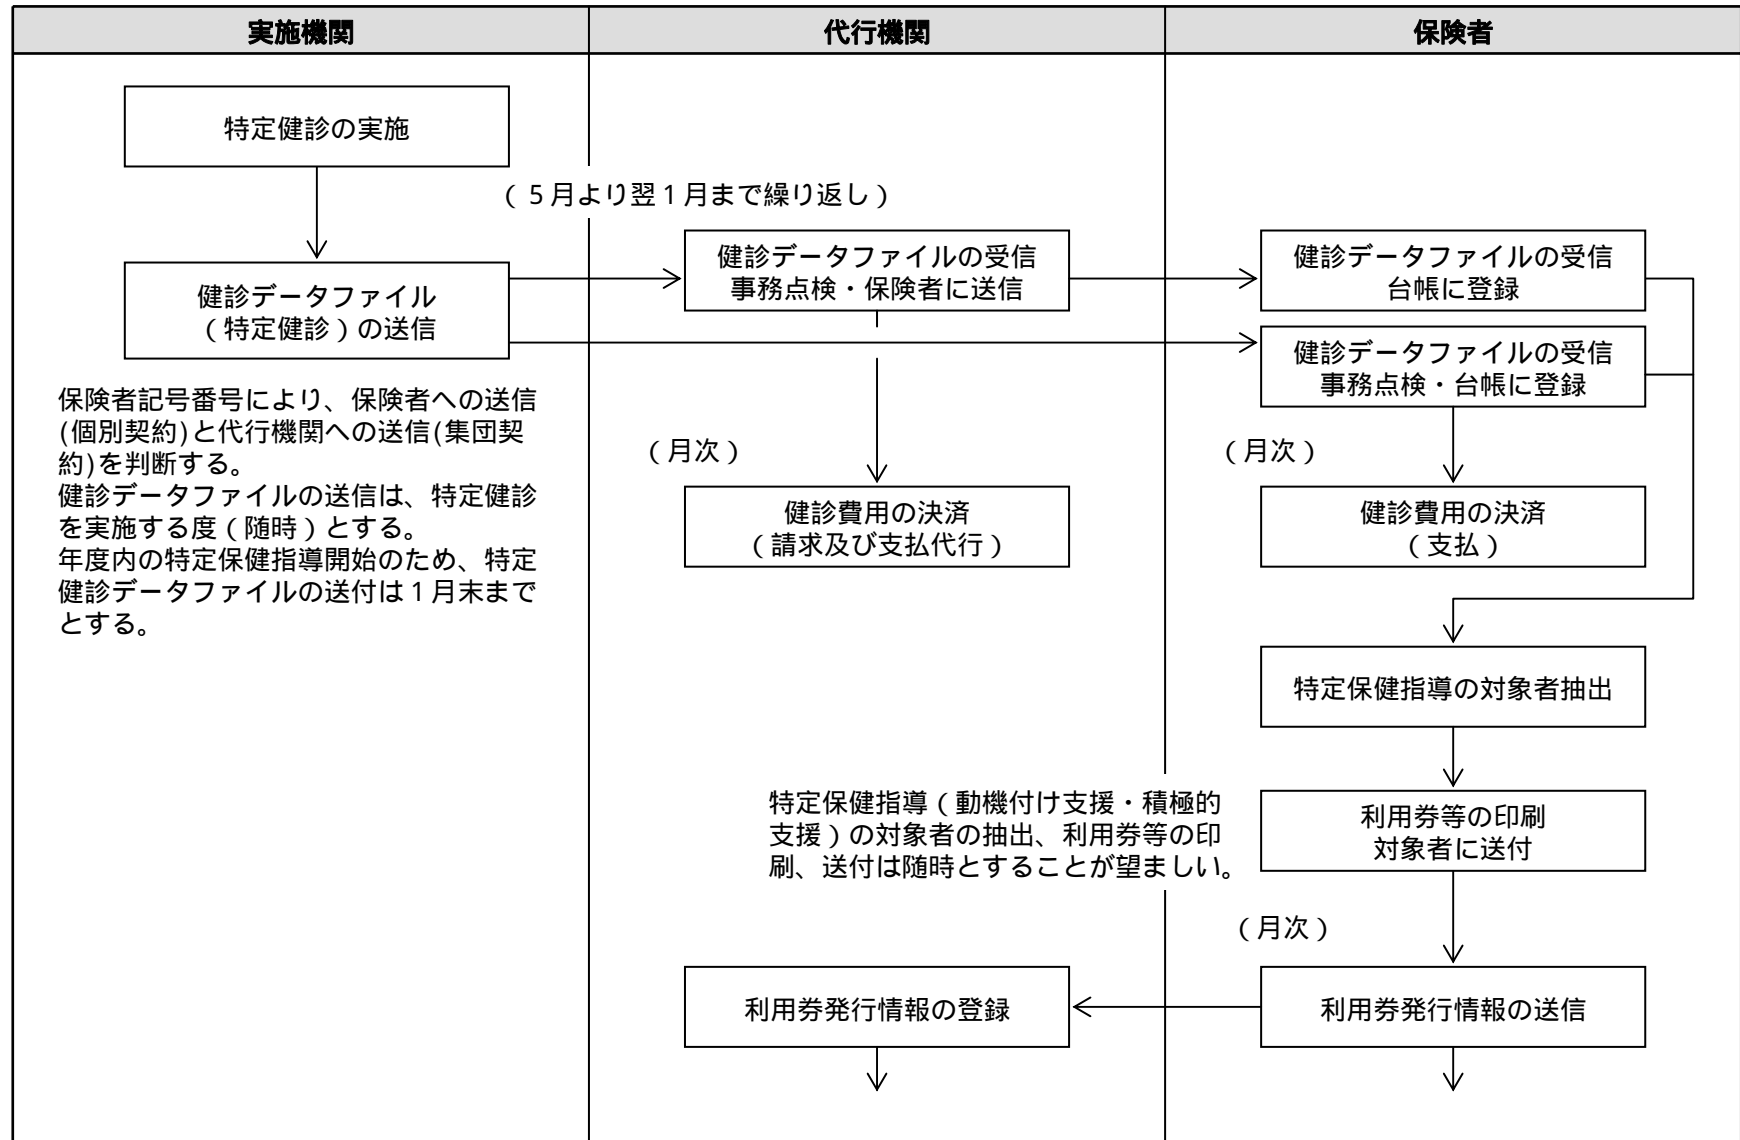 実施機関
代行機関
保険者
特定健診の実施
（５月より翌１月まで繰り返し）
健診データファイル
（特定健診）の送信
健診データファイルの受信
事務点検・保険者に送信
健診データファイルの受信
台帳に登録
健診データファイルの受信
事務点検・台帳に登録
保険者記号番号により、保険者への送信
(個別契約)と代行機関への送信(集団契
約)を判断する。
健診データファイルの送信は、特定健診
を実施する度（随時）とする。
年度内の特定保健指導開始のため、特定
健診データファイルの送付は１月末まで
とする。
（月次）
（月次）
健診費用の決済
（請求及び支払代行）
健診費用の決済
（支払）
特定保健指導の対象者抽出
特定保健指導（動機付け支援・積極的
支援）の対象者の抽出、利用券等の印
刷、送付は随時とすることが望ましい。
利用券等の印刷
対象者に送付
（月次）
利用券発行情報の登録
利用券発行情報の送信